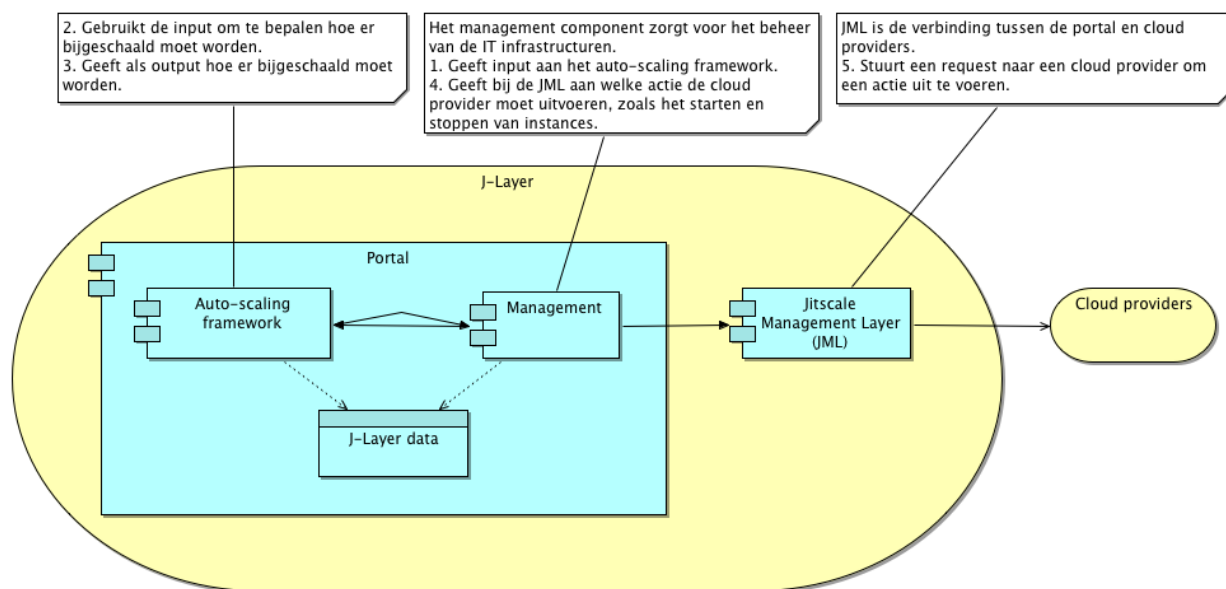 2. Gebruikt de input om te bepalen hoe er
bijgeschaald moet worden.
3. Geeft als output hoe er bijgeschaald moet
worden.
Het management component zorgt voor het beheer
van de IT infrastructuren.
1. Geeft input aan het auto-scaling framework.
4. Geeft bij de JML aan welke actie de cloud
provider moet uitvoeren, zoals het starten en
stoppen van instances.
JML is de verbinding tussen de portal en cloud
providers.
5. Stuurt een request naar een cloud provider om
een actie uit te voeren.
J-Layer
Portal
Auto-scaling
framework
Management
Jitscale
Management Layer
(JML)
Cloud providers
J-Layer data